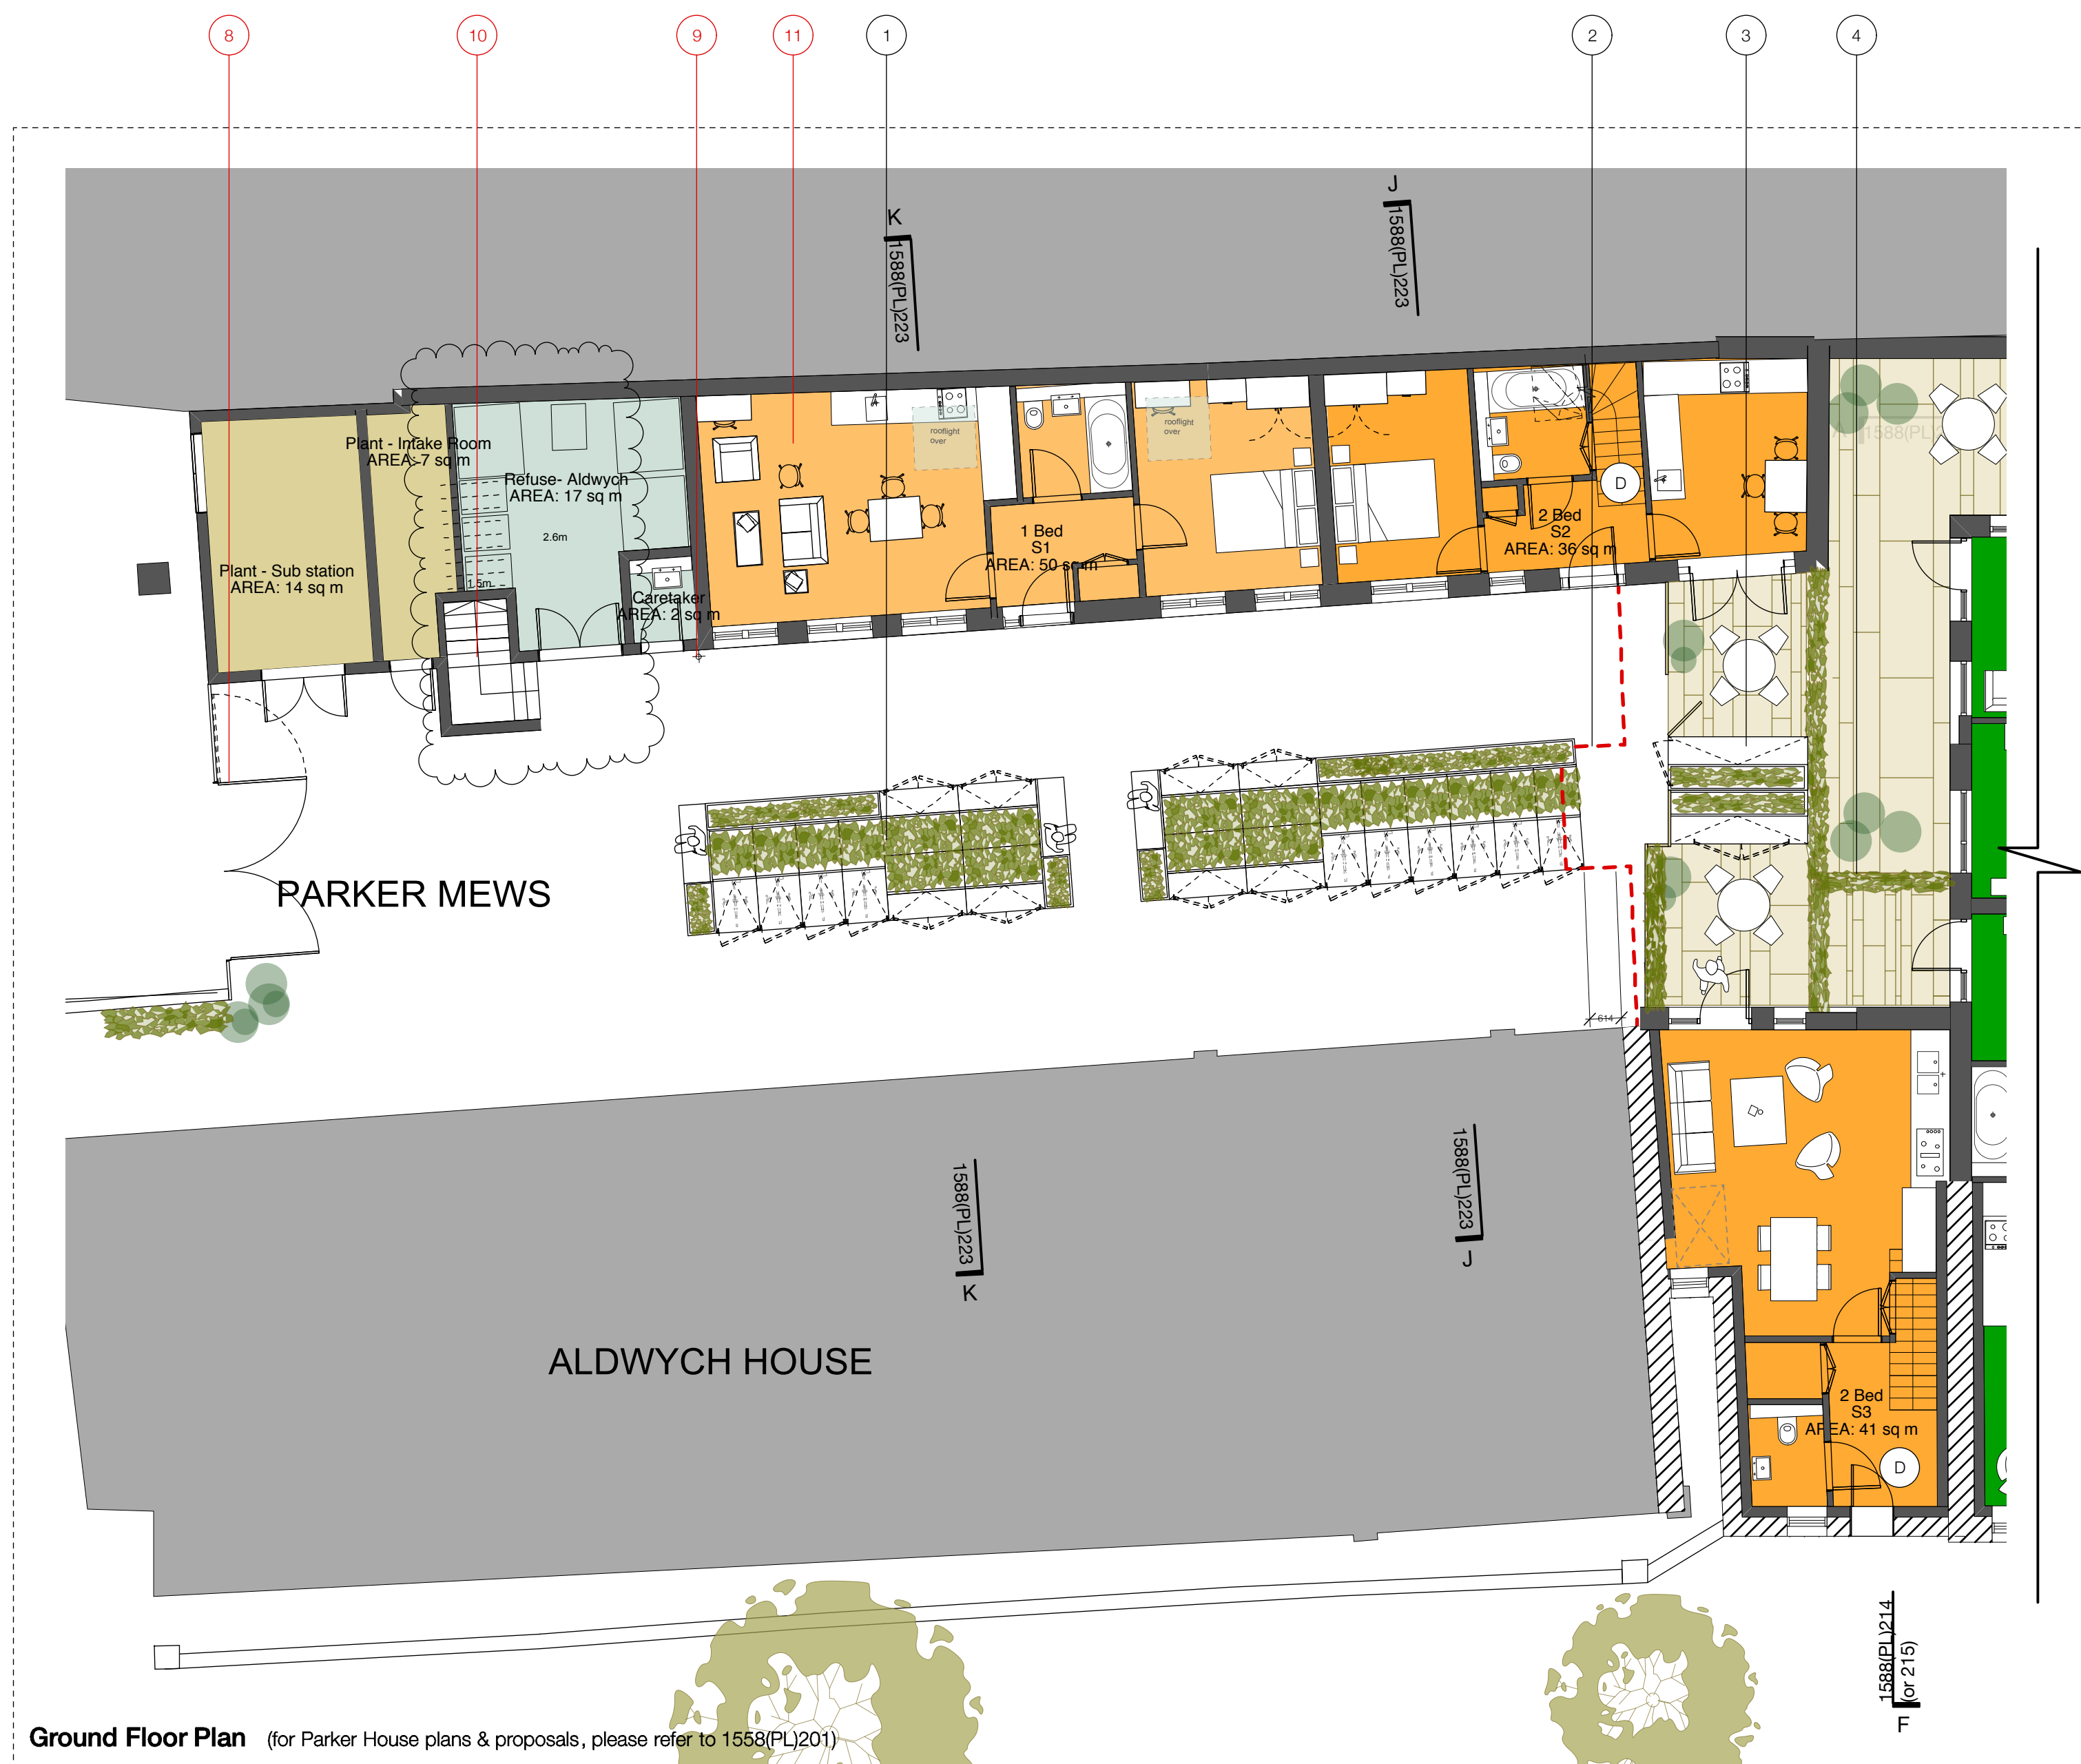 8
10
9
11
1
2
3
4
K
1588(PL)223
J
1588(PL)223
Plant - Intake Room
AREA: 7 sq m
Refuse- Aldwych
AREA: 17 sq m
2.6m
1.5m
Plant - Sub station
AREA: 14 sq m
Caretaker
AREA: 2 sq m
rooflight
over
1 Bed
S1
AREA: 50 sq m
rooflight
over
2 Bed
S2
AREA: 36 sq m
D
PARKER MEWS
614
1588(PL)223
K
1588(PL)223
J
ALDWYCH HOUSE
2 Bed
S3
AREA: 41 sq m
D
1588(PL)214
(or 215)
F
Ground Floor Plan (for Parker House plans & proposals, please refer to 1558(PL)201)